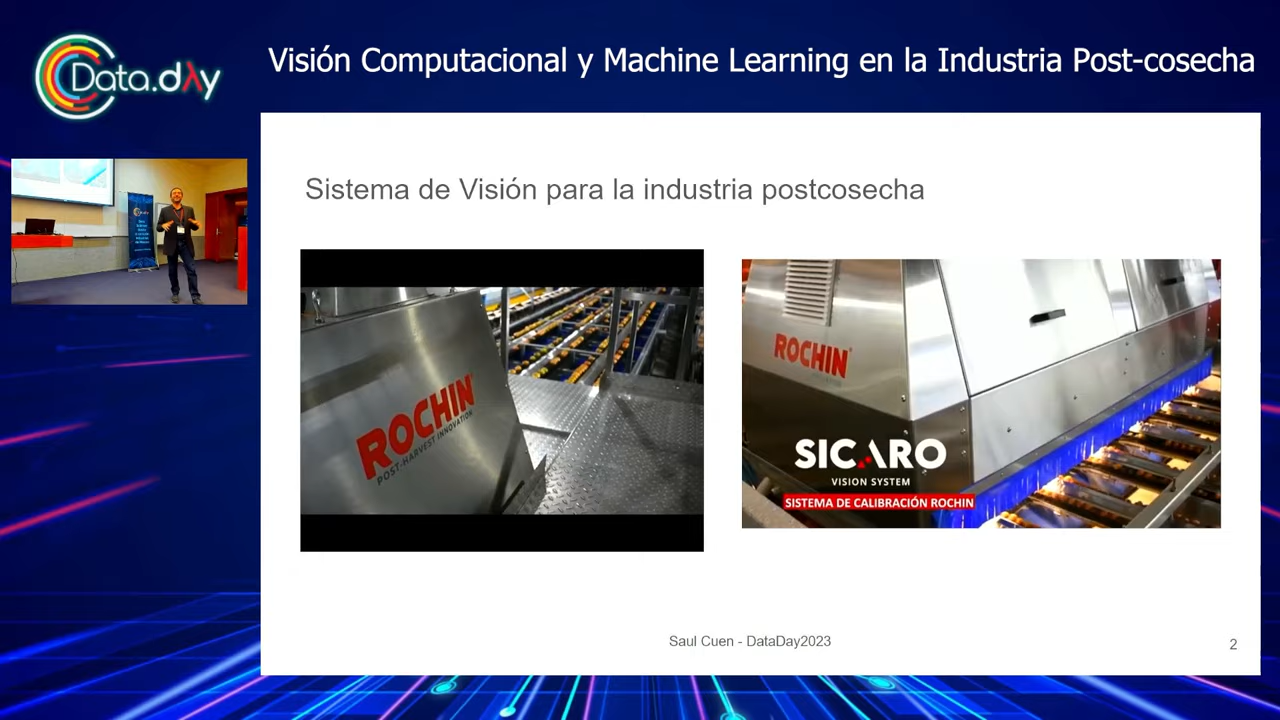 Data.dλy
Visión Computacional y Machine Learning en la Industria Post-cosecha
Sistema de Visión para la industria postcosecha
ROCHIN
POST-HARVEST INNOVATION
ROCHIN
SICARO
VISION SYSTEM
SISTEMA DE CALIBRACIÓN ROCHIN
Saul Cuen - DataDay2023
2